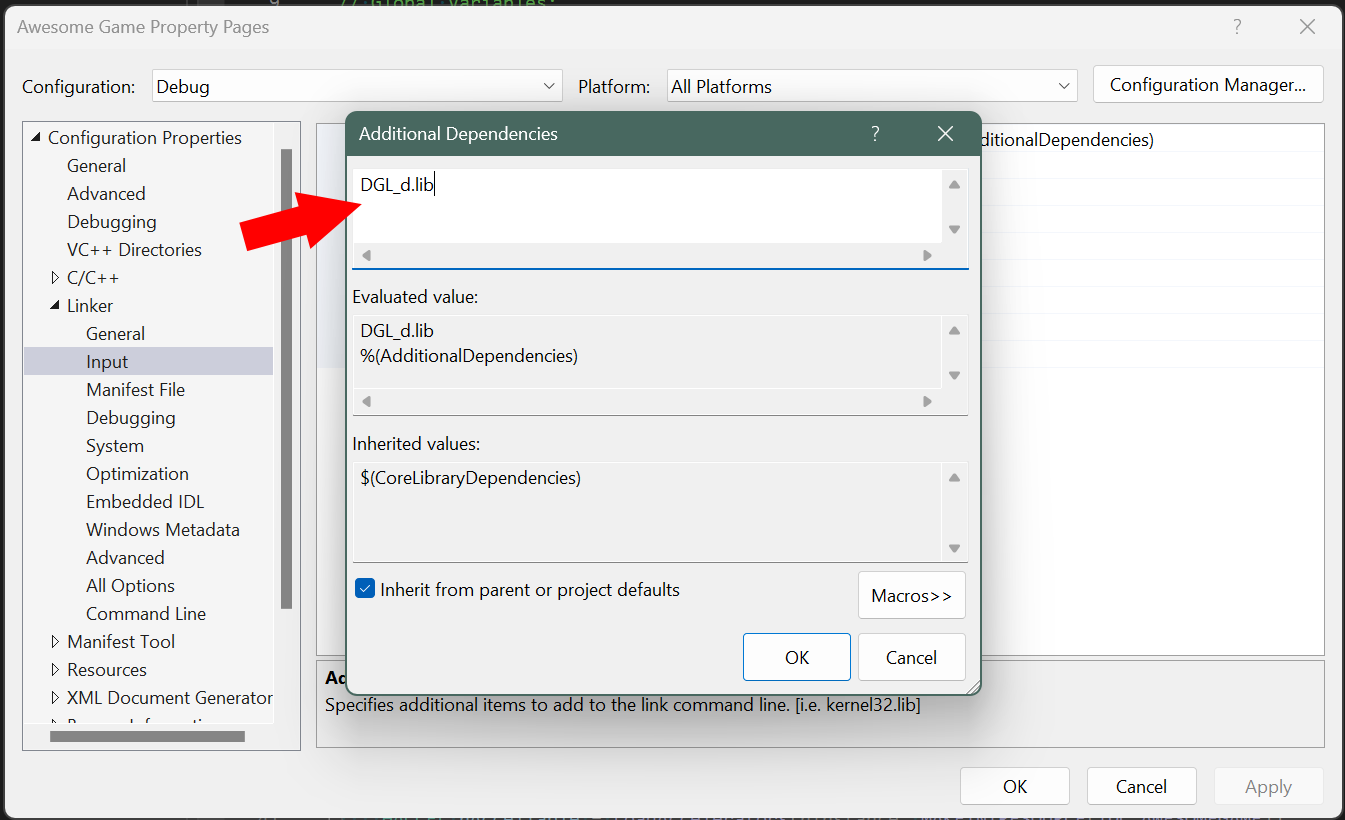 // Global Variables:
Awesome Game Property Pages
?
Configuration:
Debug
Platform:
All Platforms
Configuration Manager...
Configuration Properties
General
Advanced
Debugging
VC++ Directories
C/C++
Linker
General
Input
Manifest File
Debugging
System
Optimization
Embedded IDL
Windows Metadata
Advanced
All Options
Command Line
Manifest Tool
Resources
XML Document Generator
ditionalDependencies)
Additional Dependencies
?
DGL_d.lib
Evaluated value:
DGL_d.lib
%(AdditionalDependencies)
Inherited values:
$(CoreLibraryDependencies)
Inherit from parent or project defaults
Macros>>
OK
Cancel
Specifies additional items to add to the link command line. [i.e. kernel32.lib]
OK
Cancel
Apply